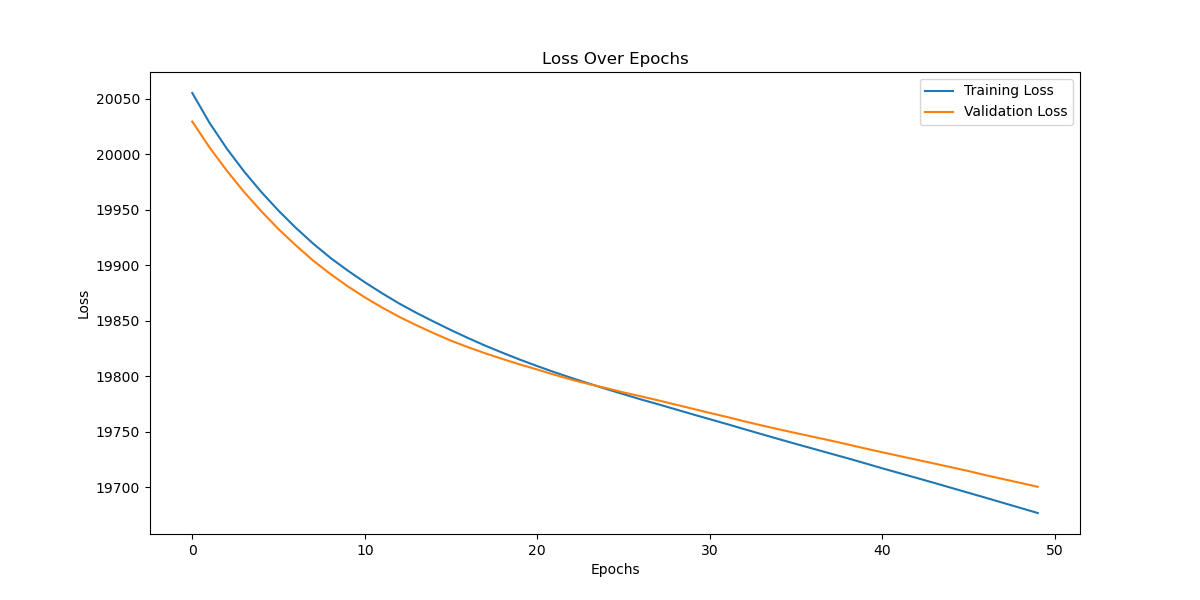 Loss Over Epochs
Training Loss
Validation Loss
Loss
20050
20000
19950
19900
19850
19800
19750
19700
0 10 20 30 40 50
Epochs